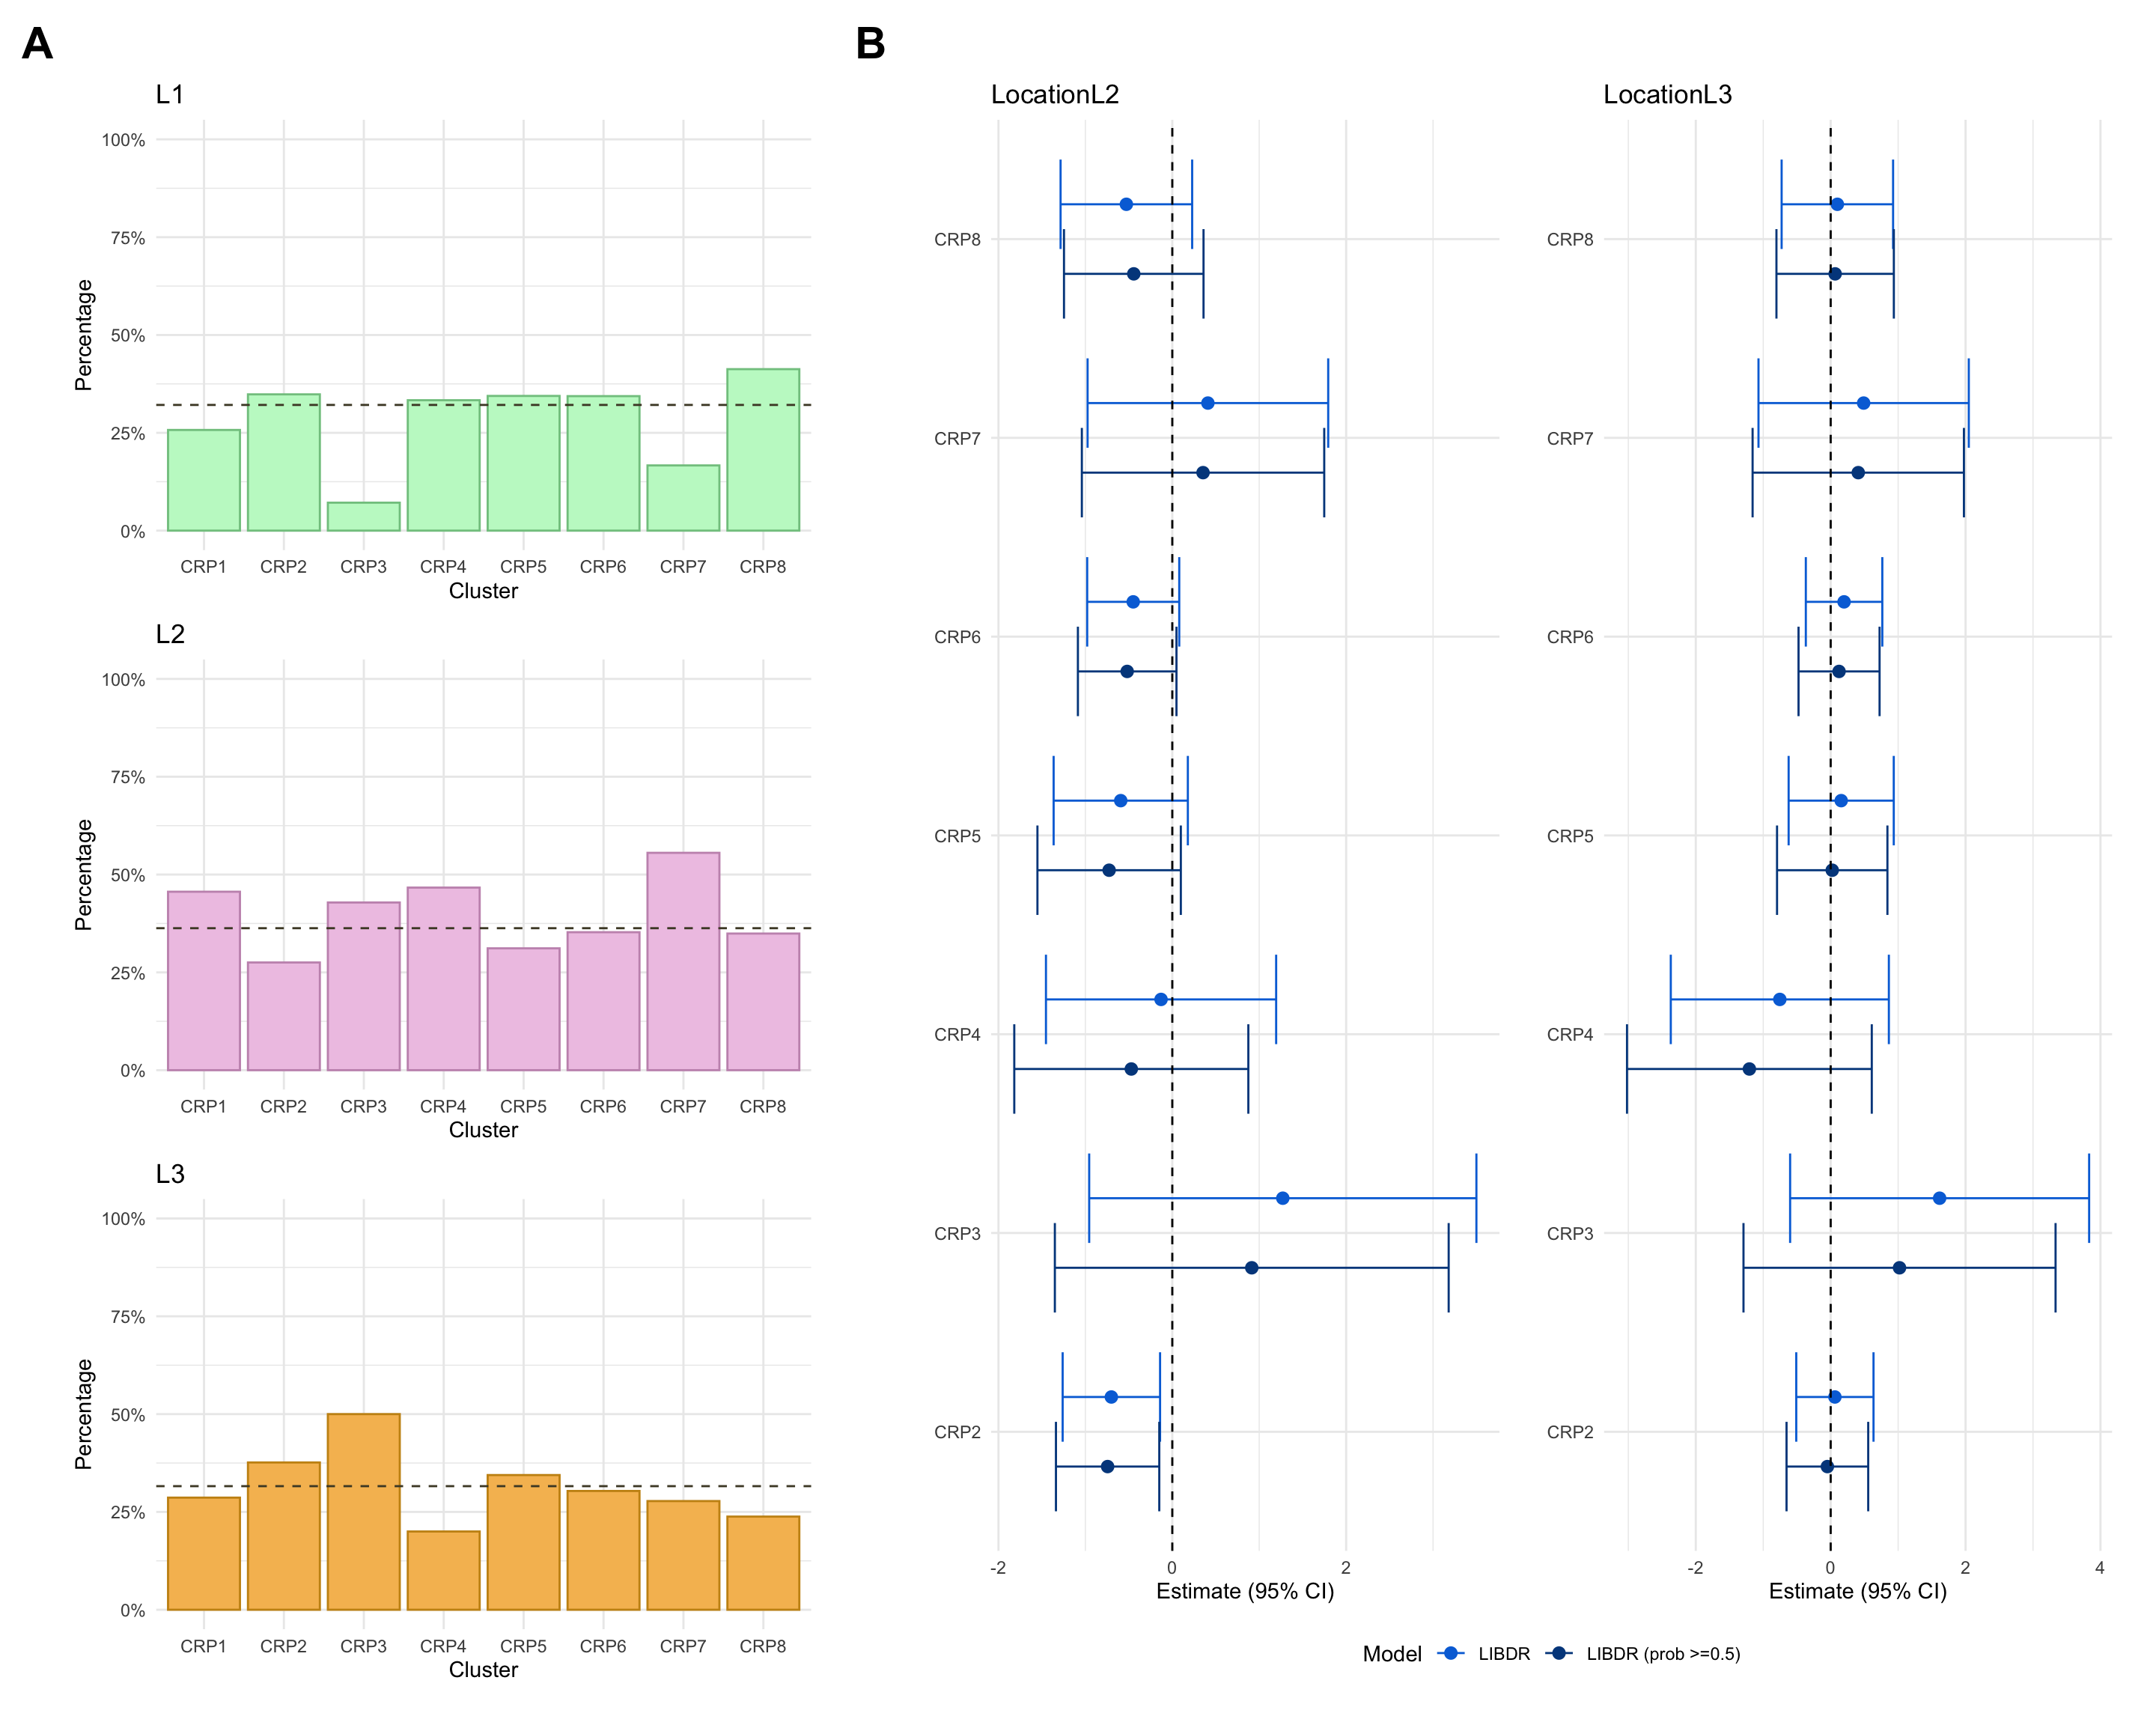 A
L1
100%
75%
50%
25%
0%
Percentage
CRP1 CRP2 CRP3 CRP4 CRP5 CRP6 CRP7 CRP8
Cluster
L2
100%
75%
50%
25%
0%
Percentage
CRP1 CRP2 CRP3 CRP4 CRP5 CRP6 CRP7 CRP8
Cluster
L3
100%
75%
50%
25%
0%
Percentage
CRP1 CRP2 CRP3 CRP4 CRP5 CRP6 CRP7 CRP8
Cluster
B
LocationL2
CRP8
CRP7
CRP6
CRP5
CRP4
CRP3
CRP2
-2 0 2
Estimate (95% CI)
LocationL3
CRP8
CRP7
CRP6
CRP5
CRP4
CRP3
CRP2
-2 0 2 4
Estimate (95% CI)
Model LIBDR LIBDR (prob >=0.5)